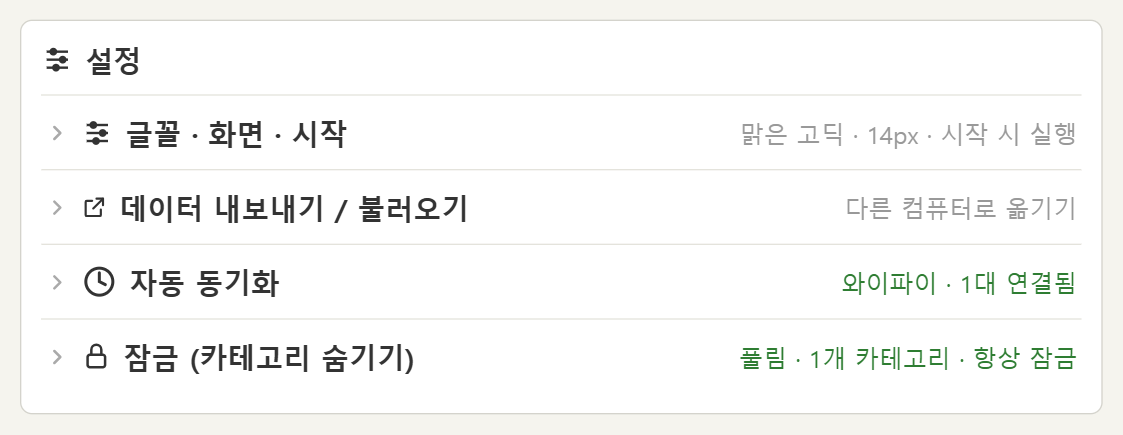 설정
글꼴 · 화면 · 시작 맑은 고딕 · 14px · 시작 시 실행
데이터 내보내기 / 불러오기 다른 컴퓨터로 옮기기
자동 동기화 와이파이 · 1대 연결됨
잠금 (카테고리 숨기기) 풀림 · 1개 카테고리 · 항상 잠금